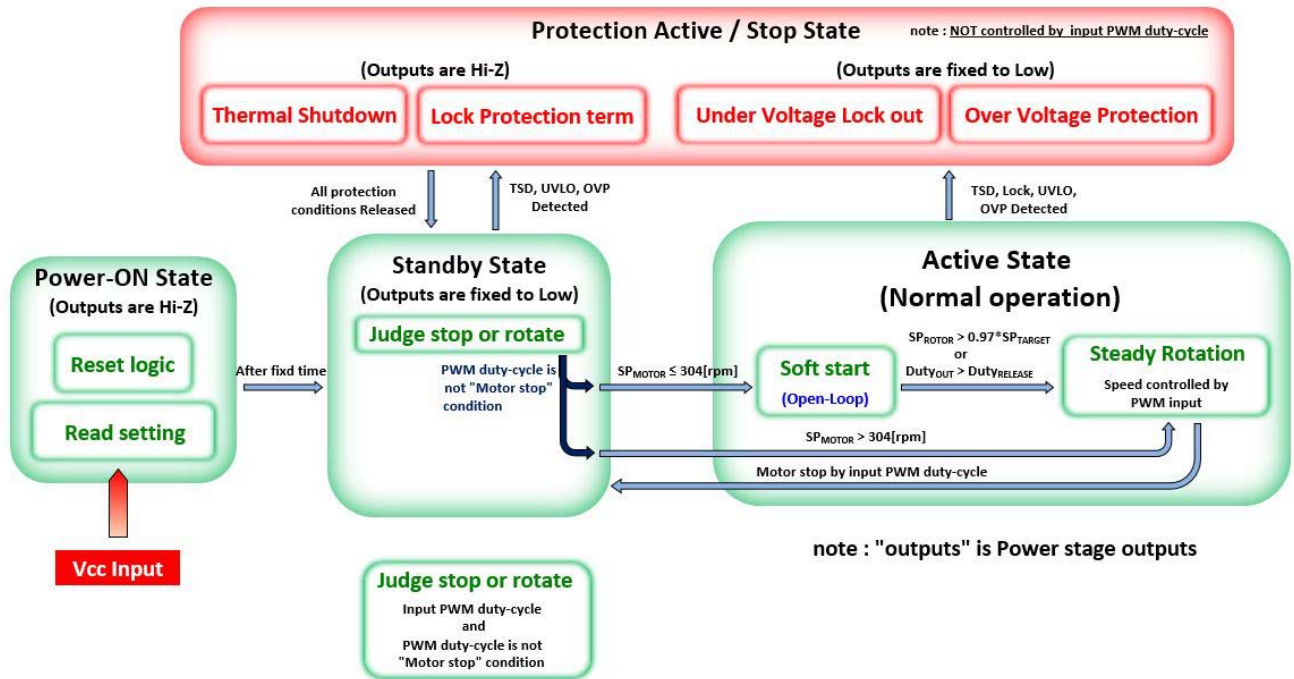 Protection Active / Stop State
note : NOT controlled by input PWM duty-cycle
(Outputs are Hi-Z)
(Outputs are fixed to Low)
Thermal Shutdown
Lock Protection term
Under Voltage Lock out
Over Voltage Protection
All protection
conditions Released
TSD, UVLO, OVP
Detected
TSD, Lock, UVLO,
OVP Detected
Power-ON State
(Outputs are Hi-Z)
Reset logic
Read setting
Vcc Input
After fixd time
Standby State
(Outputs are fixed to Low)
Judge stop or rotate
PWM duty-cycle is
not "Motor stop"
condition
SPMOTOR ≤ 304[rpm]
Active State
(Normal operation)
Soft start
(Open-Loop)
SPROTOR > 0.97*SPTARGET
or
DutyOUT > DutyRELEASE
Steady Rotation
Speed controlled by
PWM input
SPMOTOR > 304[rpm]
Motor stop by input PWM duty-cycle
note : "outputs" is Power stage outputs
Judge stop or rotate
Input PWM duty-cycle
and
PWM duty-cycle is not
"Motor stop" condition